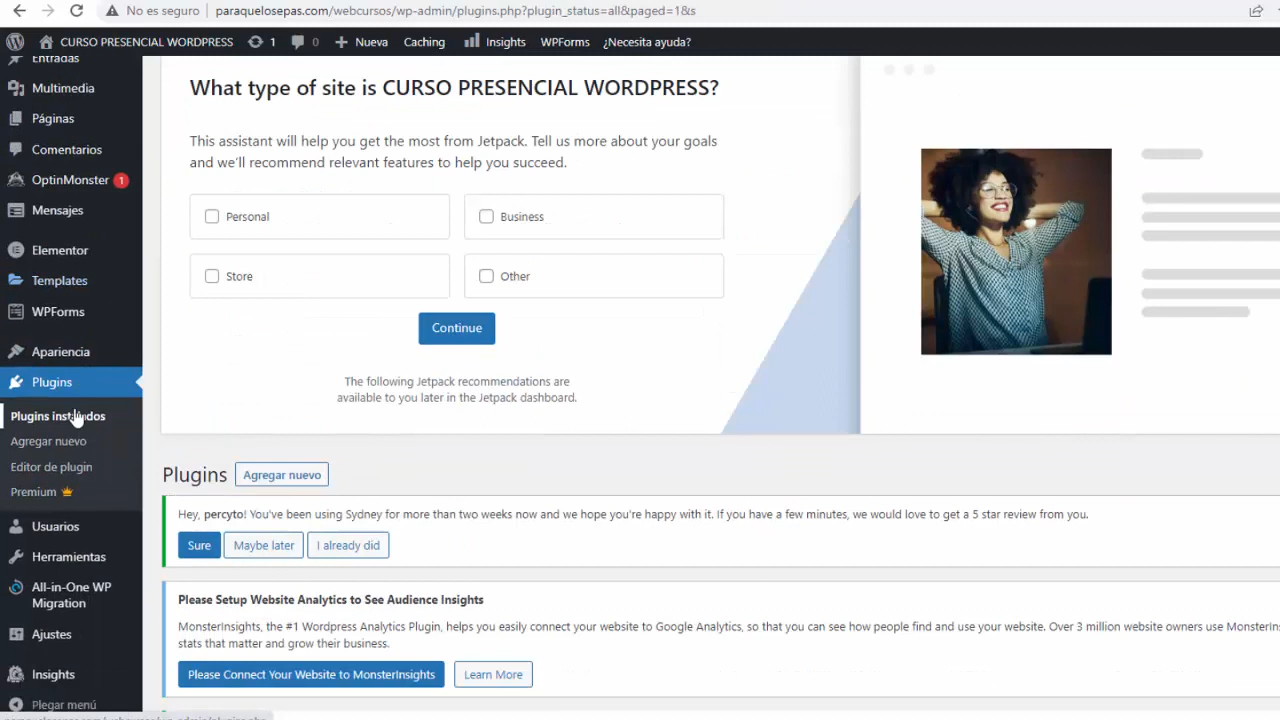 No es seguro
paraquelosepas.com/webcursos/wp-admin/plugins.php?plugin_status=all&paged=1&s
CURSO PRESENCIAL WORDPRESS
1
0
Nueva
Caching
Insights
WPForms
¿Necesita ayuda?
Entradas
Multimedia
Páginas
Comentarios
OptinMonster 1
Mensajes
Elementor
Templates
WPForms
Apariencia
Plugins
Plugins
Agregar nuevo
Editor de plugin
Premium
Usuarios
Herramientas
All-in-One WP
Migration
Ajustes
Insights
Plegar menú
What type of site is CURSO PRESENCIAL WORDPRESS?
This assistant will help you get the most from Jetpack. Tell us more about your goals
and we'll recommend relevant features to help you succeed.
Personal
Business
Store
Other
Continue
The following Jetpack recommendations are
available to you later in the Jetpack dashboard.
Plugins
Agregar nuevo
Hey, percyto! You've been using Sydney for more than two weeks now and we hope you're happy with it. If you have a few minutes, we would love to get a 5 star review from you.
Sure
Maybe later
I already did
Please Setup Website Analytics to See Audience Insights
MonsterInsights, the #1 Wordpress Analytics Plugin, helps you easily connect your website to Google Analytics, so that you can see how people find and use your website. Over 3 million website owners use MonsterIns
stats that matter and grow their business.
Please Connect Your Website to MonsterInsights
Learn More